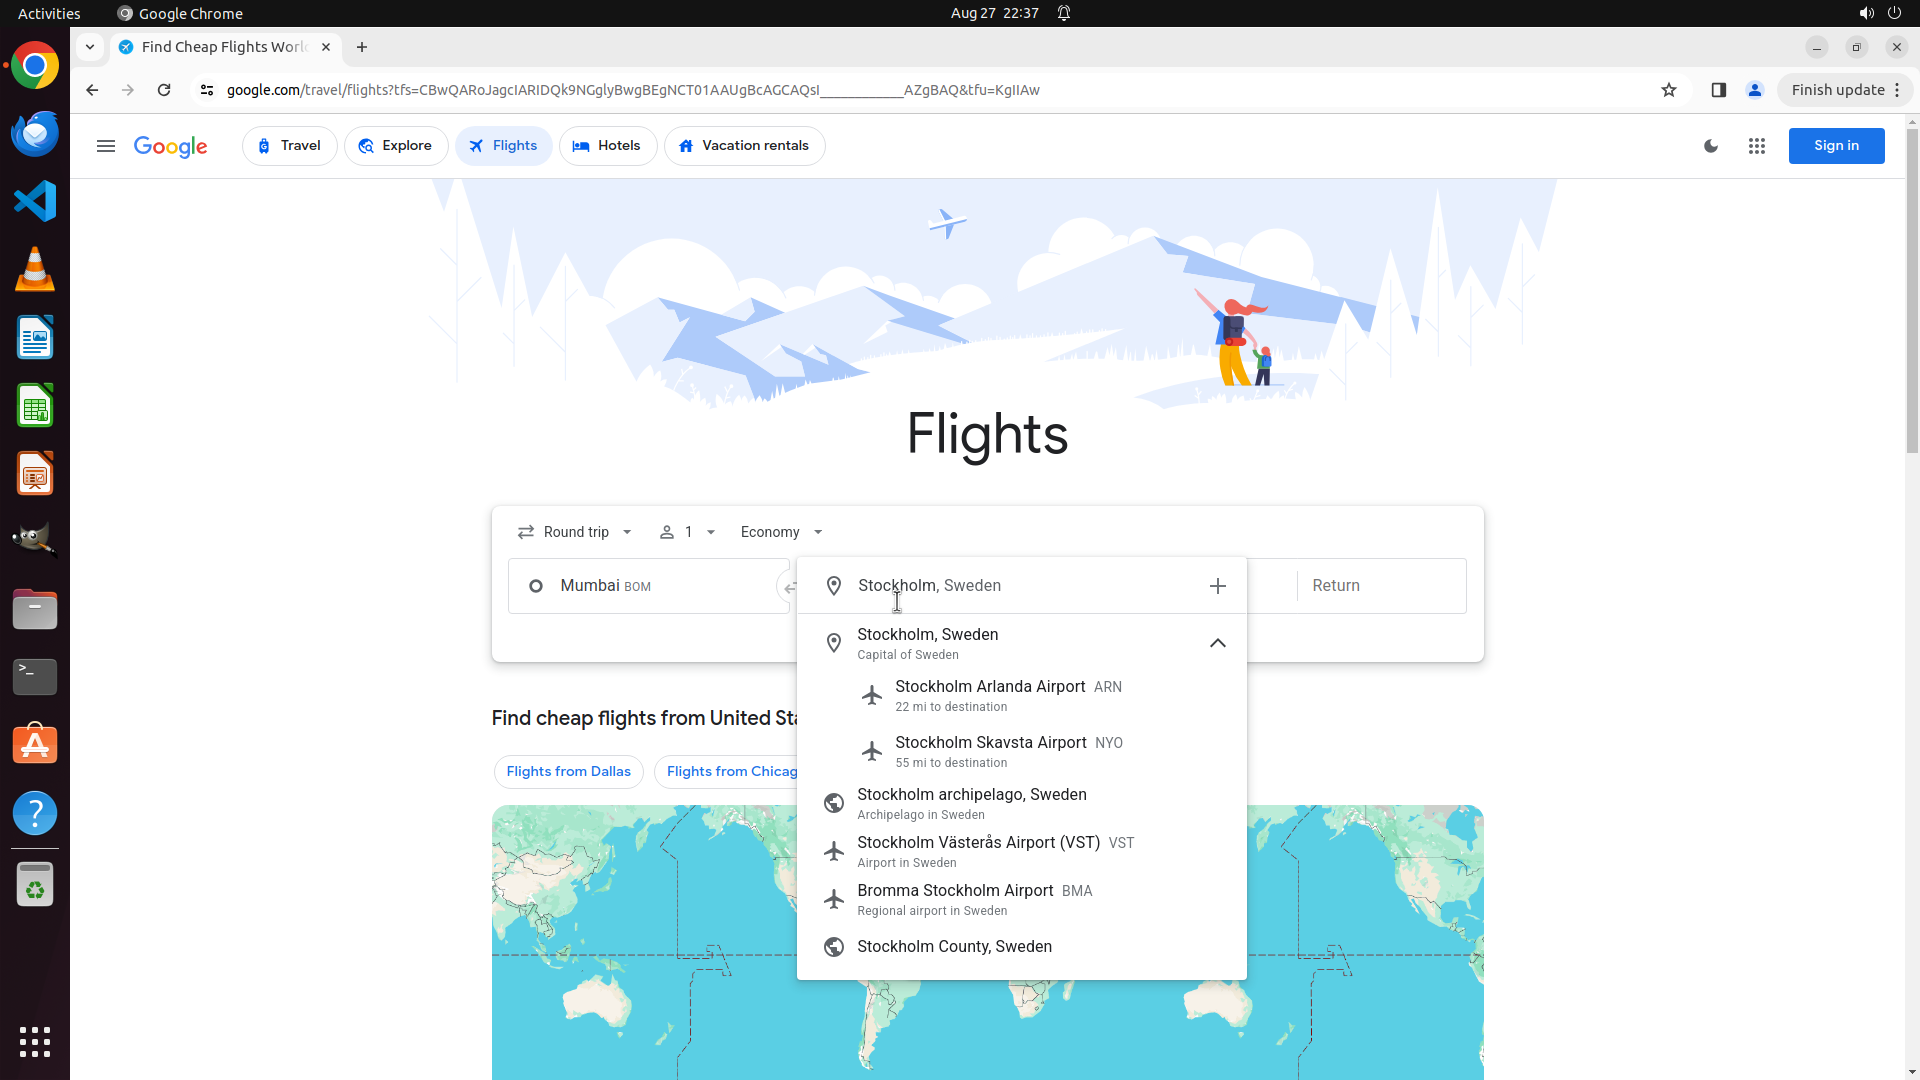 Activities
Google Chrome
Aug 27 22:37
Find Cheap Flights Worl
google.com/travel/flights?tfs=CBwQARoJagcIARIDQk9NGglyBwgBEgNCT01AAUgBcAGCAQsI____________AZgBAQ&tfu=KgIIAw
Finish update
Google
Travel
Explore
Flights
Hotels
Vacation rentals
Sign in
Flights
Round trip
1
Economy
Mumbai BOM
Stockholm, Sweden
Return
Stockholm, Sweden
Capital of Sweden
Stockholm Arlanda Airport ARN
22 mi to destination
Stockholm Skavsta Airport NYO
55 mi to destination
Stockholm archipelago, Sweden
Archipelago in Sweden
Stockholm Västerås Airport (VST) VST
Airport in Sweden
Bromma Stockholm Airport BMA
Regional airport in Sweden
Stockholm County, Sweden
Find cheap flights from United Sta
Flights from Dallas
Flights from Chicag